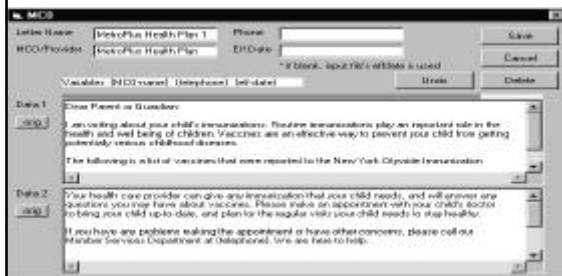 MCO
Letter Name MetroPlus Health Plan 1 Phone Save
MCO/Provider MetroPlus Health Plan Eff.Date Cancel
* if blank, input file's effdate is used
Variables: [MCO-name] [telephone] [eff-date] Undo Delete
Data 1
orig
Dear Parent or Guardian:
I am writing about your child's immunizations. Routine immunizations play an important role in the
health and well being of children. Vaccines are an effective way to prevent your child from getting
potentially serious childhood diseases.
The following is a list of vaccines that were reported to the New York Citywide Immunization
Data 2
orig
Your health care provider can give any immunization that your child needs, and will answer any
questions you may have about vaccines. Please make an appointment with your child's doctor
to bring your child up-to-date, and plan for the regular visits your child needs to stay healthy.
If you have any problems making the appointment or have other concerns, please call our
Member Services Department at [telephone]. We are here to help.